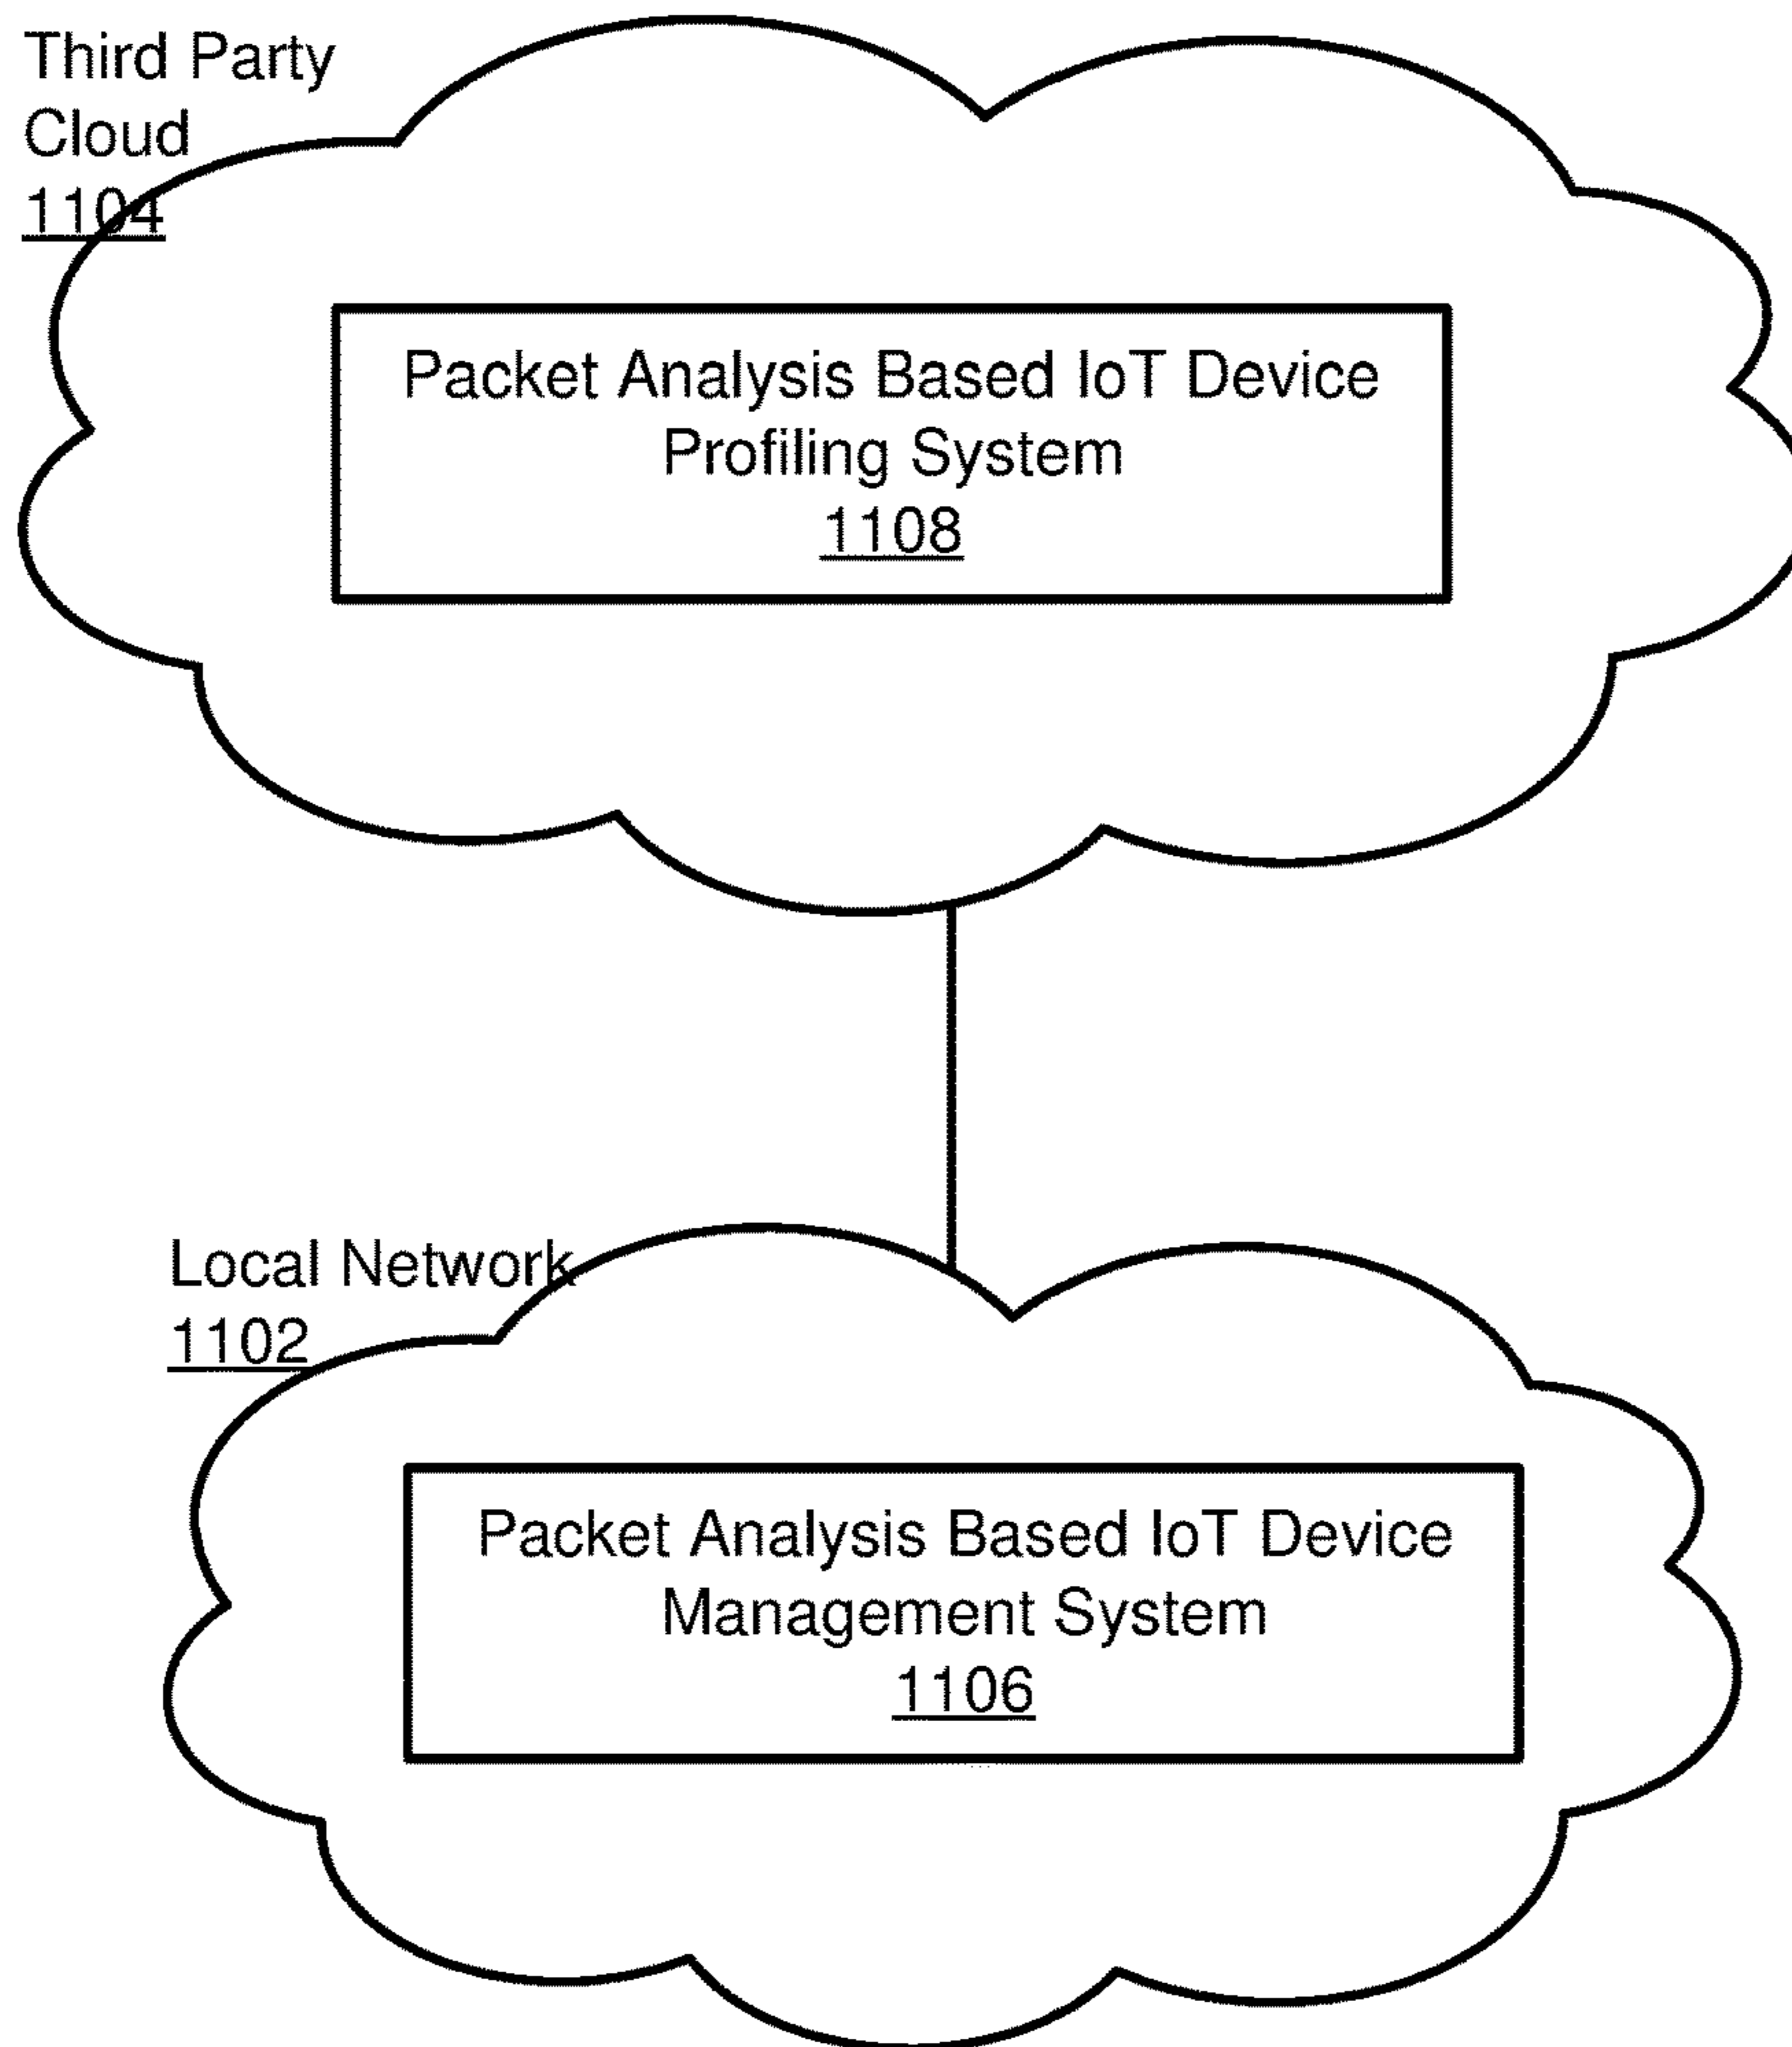 Third Party
Cloud
1104
Packet Analysis Based IoT Device
Profiling System
1108
Local Network
1102
Packet Analysis Based IoT Device
Management System
1106